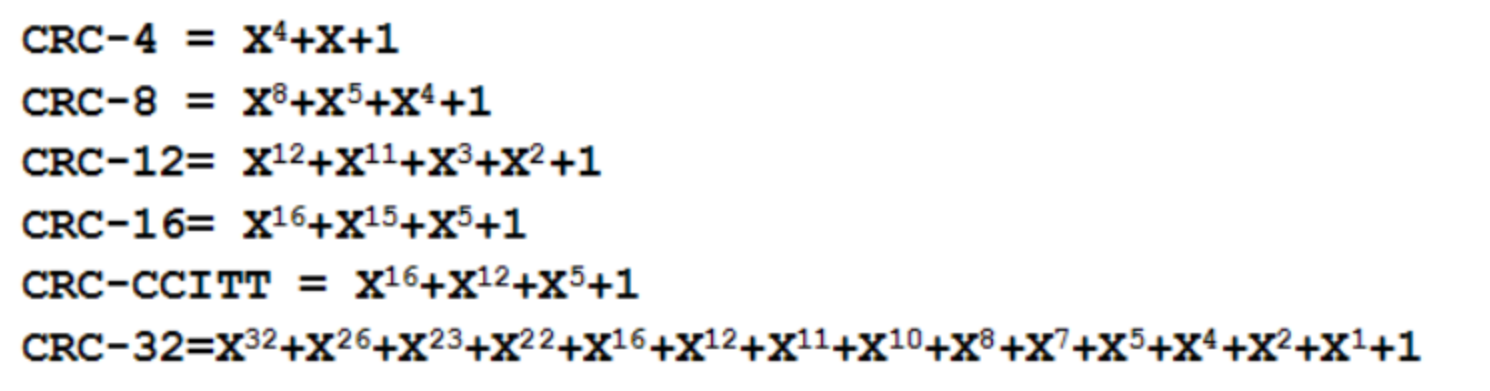 CRC-4 = X⁴+X+1
CRC-8 = X⁸+X⁵+X⁴+1
CRC-12= X¹²+X¹¹+X³+X²+1
CRC-16= X¹⁶+X¹⁵+X⁵+1
CRC-CCITT = X¹⁶+X¹²+X⁵+1
CRC-32=X³²+X²⁶+X²³+X²²+X¹⁶+X¹²+X¹¹+X¹⁰+X⁸+X⁷+X⁵+X⁴+X²+X¹+1